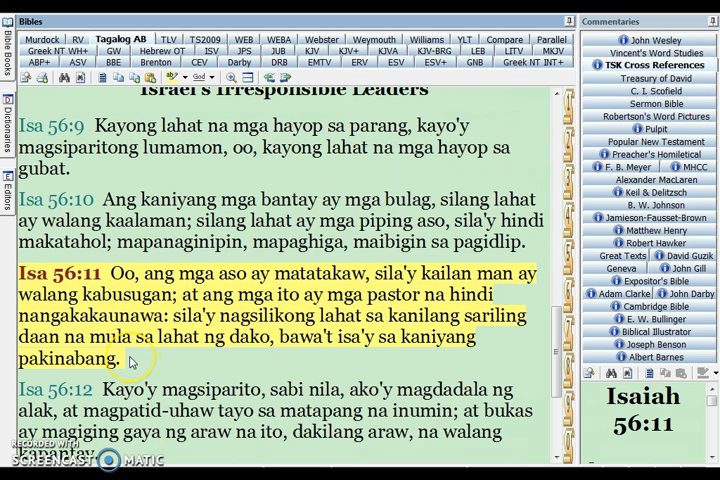 Bibles
Murdock RV Tagalog AB TLV TS2009 WEB WEBA Webster Weymouth Williams YLT Compare Parallel
Greek NT WH+ GW Hebrew OT ISV JPS JUB KJV KJV+ KJVA KJV-BRG LEB LITV MKJV
ABP+ ASV BBE Brenton CEV Darby DRB EMTV ERV ESV ESV+ GNB Greek NT INT+
God
Israel's Irresponsible Leaders
Isa 56:9 Kayong lahat na mga hayop sa parang, kayo'y
magsiparitong lumamon, oo, kayong lahat na mga hayop sa
gubat.
Isa 56:10 Ang kaniyang mga bantay ay mga bulag, silang lahat
ay walang kaalaman; silang lahat ay mga piping aso, sila'y hindi
makatahol; mapanaginipin, mapaghiga, maibigin sa pagidlip.
Isa 56:11 Oo, ang mga aso ay matatakaw, sila'y kailan man ay
walang kabusugan; at ang mga ito ay mga pastor na hindi
nangakakaunawa: sila'y nagsilikong lahat sa kanilang sariling
daan na mula sa lahat ng dako, bawa't isa'y sa kaniyang
pakinabang.
Isa 56:12 Kayo'y magsiparito, sabi nila, ako'y magdadala ng
alak, at magpatid-uhaw tayo sa matapang na inumin; at bukas
ay magiging gaya ng araw na ito, dakilang araw, na walang
kapantay.
Bible Books
Dictionaries
Editors
Commentaries
John Wesley
Vincent's Word Studies
TSK Cross References
Treasury of David
C. I. Scofield
Sermon Bible
Robertson's Word Pictures
Pulpit
Popular New Testament
Preacher's Homiletical
F. B. Meyer MHCC
Alexander MacLaren
Keil & Delitzsch
B. W. Johnson
Jamieson-Fausset-Brown
Matthew Henry
Robert Hawker
Great Texts David Guzik
Geneva John Gill
Expositor's Bible
Adam Clarke John Darby
Cambridge Bible
E. W. Bullinger
Biblical Illustrator
Joseph Benson
Albert Barnes
Isaiah
56:11
RECORDED WITH
SCREENCAST MATIC